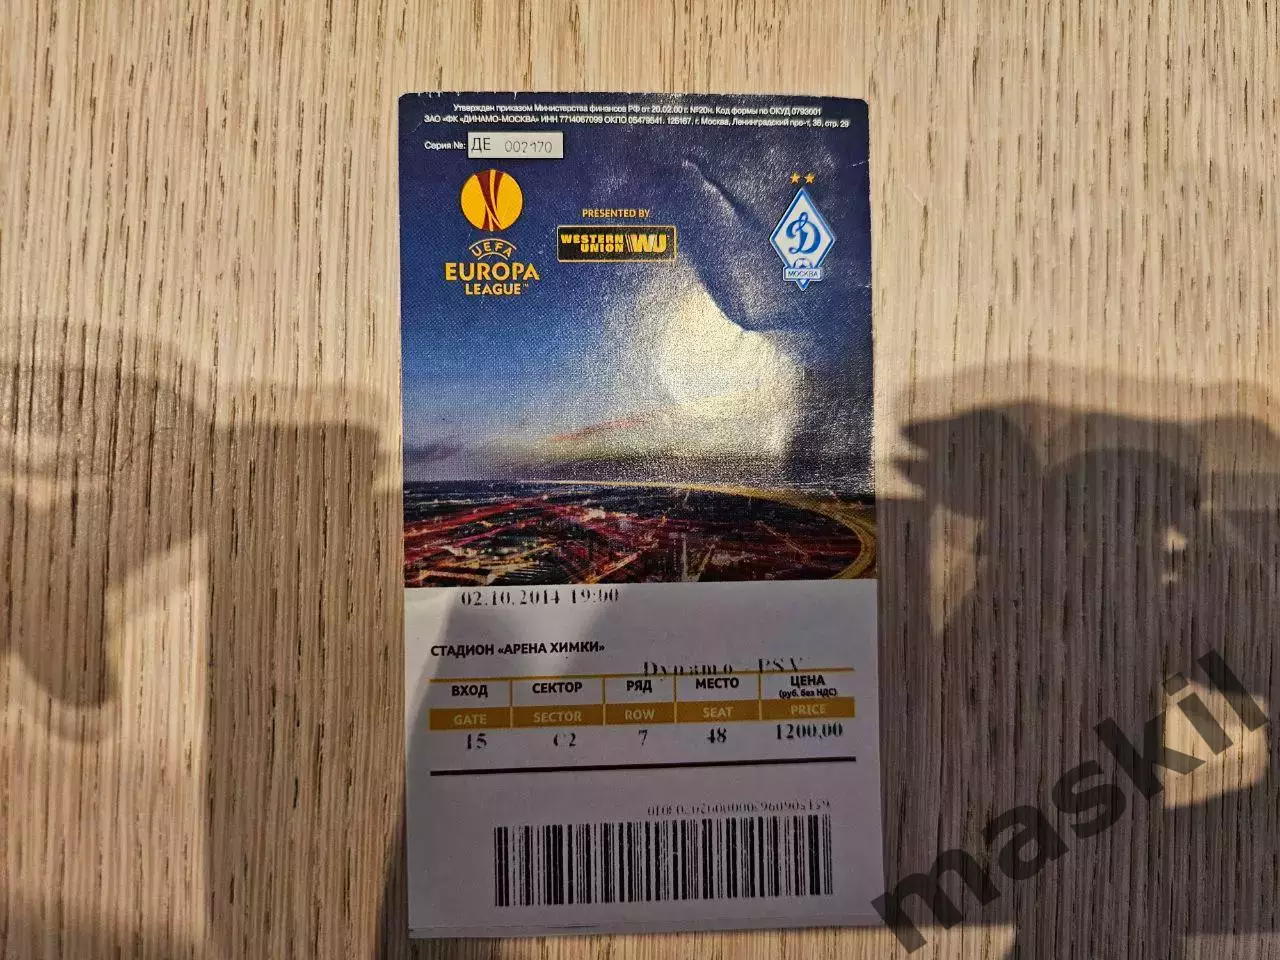 Утвержден приказом Министерства финансов РФ от 20.02.00 г. №20н. Код формы по ОКУД 0793001
ЗАО «ФК «ДИНАМО-МОСКВА» ИНН 7714067099 ОКПО 05479541. 125167, г. Москва, Ленинградский пр-т, 36, стр. 29
Серия №: ДЕ 002170
UEFA
EUROPA
LEAGUE™
PRESENTED BY
WESTERN
UNION WU
Д
МОСКВА
02.10.2014 19:00
СТАДИОН «АРЕНА ХИМКИ»
Dynamo - PSV
ВХОД СЕКТОР РЯД МЕСТО ЦЕНА
(руб. без НДС)
GATE SECTOR ROW SEAT PRICE
15 C2 7 48 1200,00
maskil